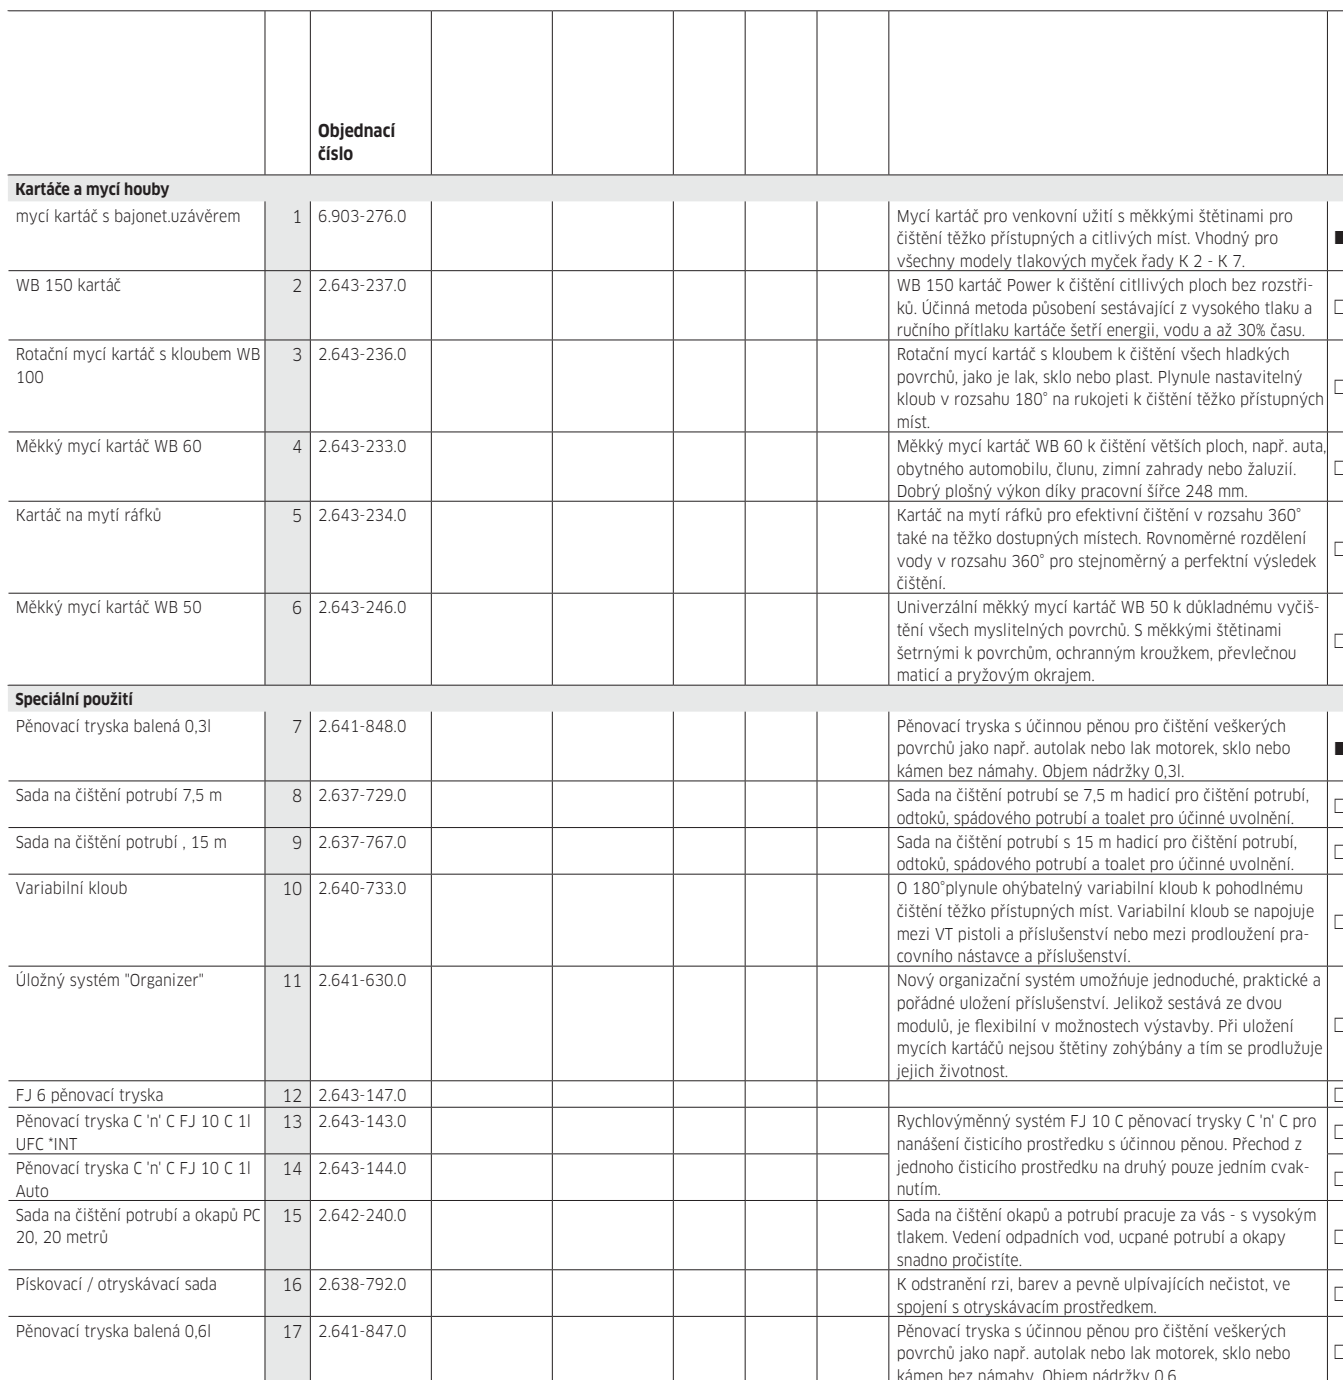 Objednací
číslo
Kartáče a mycí houby
mycí kartáč s bajonet.uzávěrem 1 6.903-276.0 Mycí kartáč pro venkovní užití s měkkými štětinami pro
čištění těžko přístupných a citlivých míst. Vhodný pro
všechny modely tlakových myček řady K 2 - K 7.
WB 150 kartáč 2 2.643-237.0 WB 150 kartáč Power k čištění citllivých ploch bez rozstři-
ků. Účinná metoda působení sestávající z vysokého tlaku a
ručního přítlaku kartáče šetří energii, vodu a až 30% času.
Rotační mycí kartáč s kloubem WB 3 2.643-236.0 Rotační mycí kartáč s kloubem k čištění všech hladkých
100 povrchů, jako je lak, sklo nebo plast. Plynule nastavitelný
kloub v rozsahu 180° na rukojeti k čištění těžko přístupných
míst.
Měkký mycí kartáč WB 60 4 2.643-233.0 Měkký mycí kartáč WB 60 k čištění větších ploch, např. auta,
obytného automobilu, člunu, zimní zahrady nebo žaluzií.
Dobrý plošný výkon díky pracovní šířce 248 mm.
Kartáč na mytí ráfků 5 2.643-234.0 Kartáč na mytí ráfků pro efektivní čištění v rozsahu 360°
také na těžko dostupných místech. Rovnoměrné rozdělení
vody v rozsahu 360° pro stejnoměrný a perfektní výsledek
čištění.
Měkký mycí kartáč WB 50 6 2.643-246.0 Univerzální měkký mycí kartáč WB 50 k důkladnému vyčiš-
tění všech myslitelných povrchů. S měkkými štětinami
šetrnými k povrchům, ochranným kroužkem, převlečnou
maticí a pryžovým okrajem.
Speciální použití
Pěnovací tryska balená 0,3l 7 2.641-848.0 Pěnovací tryska s účinnou pěnou pro čištění veškerých
povrchů jako např. autolak nebo lak motorek, sklo nebo
kámen bez námahy. Objem nádržky 0,3l.
Sada na čištění potrubí 7,5 m 8 2.637-729.0 Sada na čištění potrubí se 7,5 m hadicí pro čištění potrubí,
odtoků, spádového potrubí a toalet pro účinné uvolnění.
Sada na čištění potrubí , 15 m 9 2.637-767.0 Sada na čištění potrubí s 15 m hadicí pro čištění potrubí,
odtoků, spádového potrubí a toalet pro účinné uvolnění.
Variabilní kloub 10 2.640-733.0 O 180°plynule ohýbatelný variabilní kloub k pohodlnému
čištění těžko přístupných míst. Variabilní kloub se napojuje
mezi VT pistoli a příslušenství nebo mezi prodloužení pra-
covního nástavce a příslušenství.
Úložný systém "Organizer" 11 2.641-630.0 Nový organizační systém umožńuje jednoduché, praktické a
pořádné uložení příslušenství. Jelikož sestává ze dvou
modulů, je flexibilní v možnostech výstavby. Při uložení
mycích kartáčů nejsou štětiny zohýbány a tím se prodlužuje
jejich životnost.
FJ 6 pěnovací tryska 12 2.643-147.0
Pěnovací tryska C 'n' C FJ 10 C 1l 13 2.643-143.0 Rychlovýměnný systém FJ 10 C pěnovací trysky C 'n' C pro
UFC *INT nanášení čisticího prostředku s účinnou pěnou. Přechod z
Pěnovací tryska C 'n' C FJ 10 C 1l 14 2.643-144.0 jednoho čisticího prostředku na druhý pouze jedním cvak-
Auto nutím.
Sada na čištění potrubí a okapů PC 15 2.642-240.0 Sada na čištění okapů a potrubí pracuje za vás - s vysokým
20, 20 metrů tlakem. Vedení odpadních vod, ucpané potrubí a okapy
snadno pročistíte.
Pískovací / otryskávací sada 16 2.638-792.0 K odstranění rzi, barev a pevně ulpívajících nečistot, ve
spojení s otryskávacím prostředkem.
Pěnovací tryska balená 0,6l 17 2.641-847.0 Pěnovací tryska s účinnou pěnou pro čištění veškerých
povrchů jako např. autolak nebo lak motorek, sklo nebo
kámen bez námahy. Objem nádržky 0,6